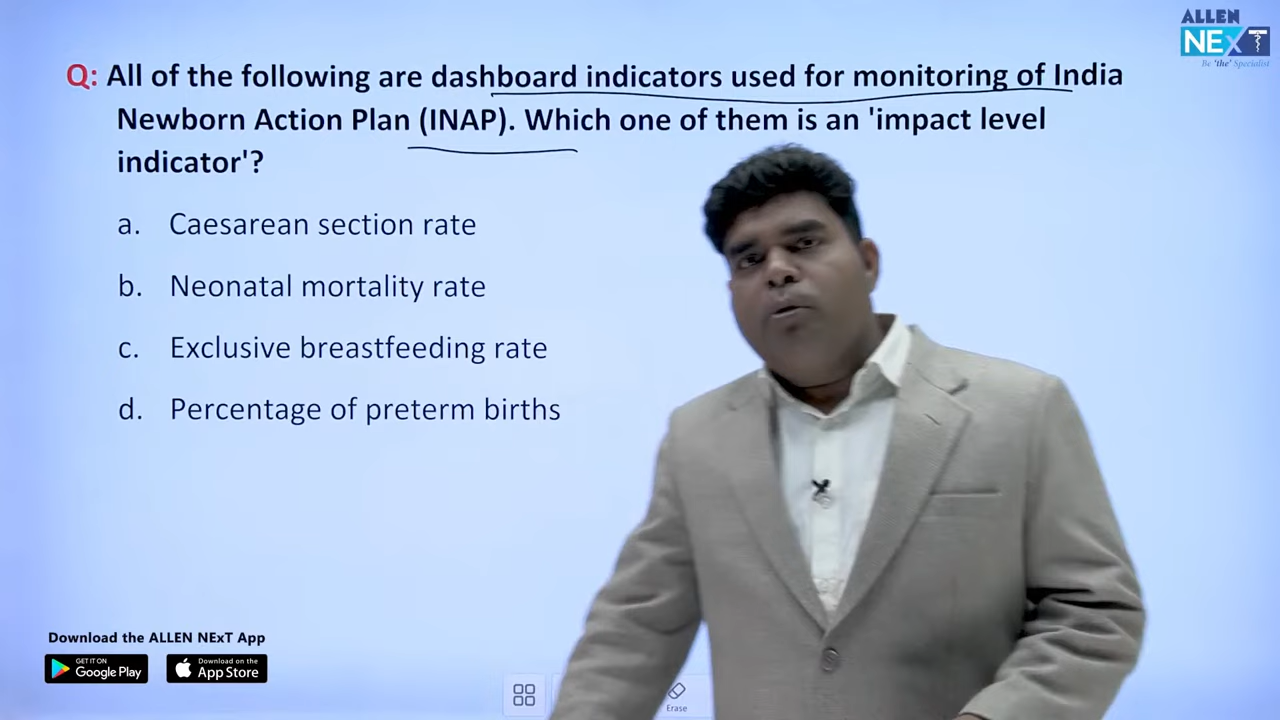 ALLEN
NExT
Be 'the' Specialist
Q: All of the following are dashboard indicators used for monitoring of India
Newborn Action Plan (INAP). Which one of them is an 'impact level
indicator'?
a. Caesarean section rate
b. Neonatal mortality rate
c. Exclusive breastfeeding rate
d. Percentage of preterm births
Download the ALLEN NExT App
GET IT ON
Google Play
Download on the
App Store
Erase